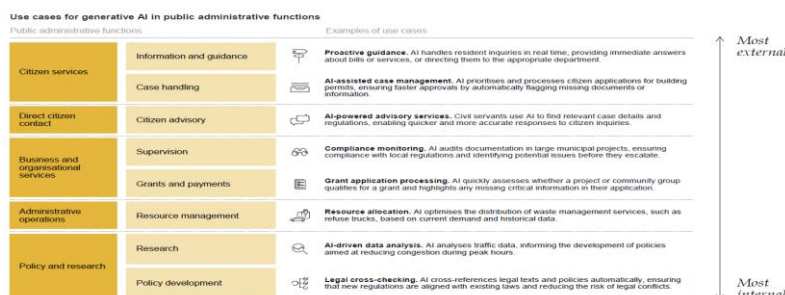 Use cases for generative AI in public administrative functions
Public administrative functions
Examples of use cases
Most
external
Citizen services
Information and guidance
Proactive guidance. AI handles resident inquiries in real time, providing immediate answers
about bills or services, or directing them to the appropriate department.
Case handling
AI-assisted case management. AI prioritises and processes citizen applications for building
permits, ensuring faster approvals by automatically flagging missing documents or
information.
Direct citizen
contact
Citizen advisory
AI-powered advisory services. Civil servants use AI to find relevant case details and
regulations, enabling quicker and more accurate responses to citizen inquiries.
Business and
organisational
services
Supervision
Compliance monitoring. AI audits documentation in large municipal projects, ensuring
compliance with local regulations and identifying potential issues before they escalate.
Grants and payments
Grant application processing. AI quickly assesses whether a project or community group
qualifies for a grant and highlights any missing critical information in their application.
Administrative
operations
Resource management
Resource allocation. AI optimises the distribution of waste management services, such as
refuse trucks, based on current demand and historical data.
Policy and research
Research
AI-driven data analysis. AI analyses traffic data, informing the development of policies
aimed at reducing congestion during peak hours.
Policy development
Legal cross-checking. AI cross-references legal texts and policies automatically, ensuring
that new regulations are aligned with existing laws and reducing the risk of legal conflicts.
Most
internal